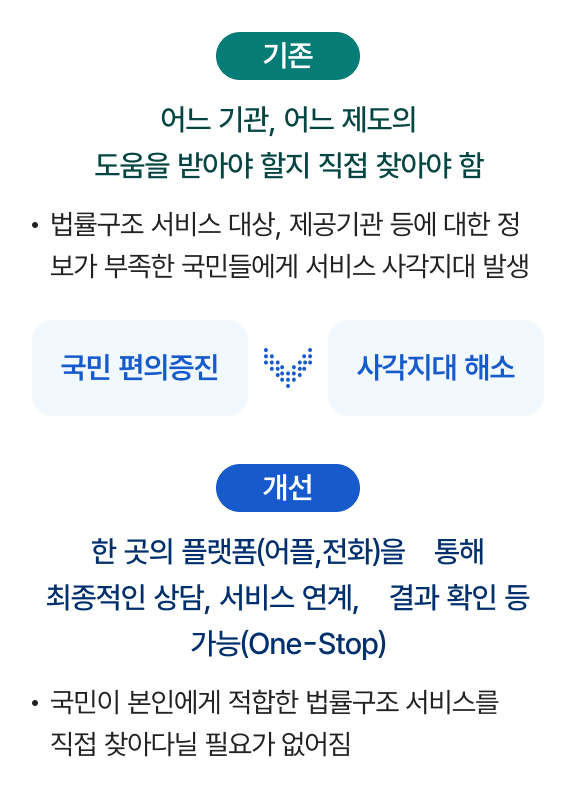 기존
어느 기관, 어느 제도의
도움을 받아야 할지 직접 찾아야 함
• 법률구조 서비스 대상, 제공기관 등에 대한 정
보가 부족한 국민들에게 서비스 사각지대 발생
국민 편의증진
사각지대 해소
개선
한 곳의 플랫폼(어플,전화)을 통해
최종적인 상담, 서비스 연계, 결과 확인 등
가능(One-Stop)
• 국민이 본인에게 적합한 법률구조 서비스를
직접 찾아다닐 필요가 없어짐